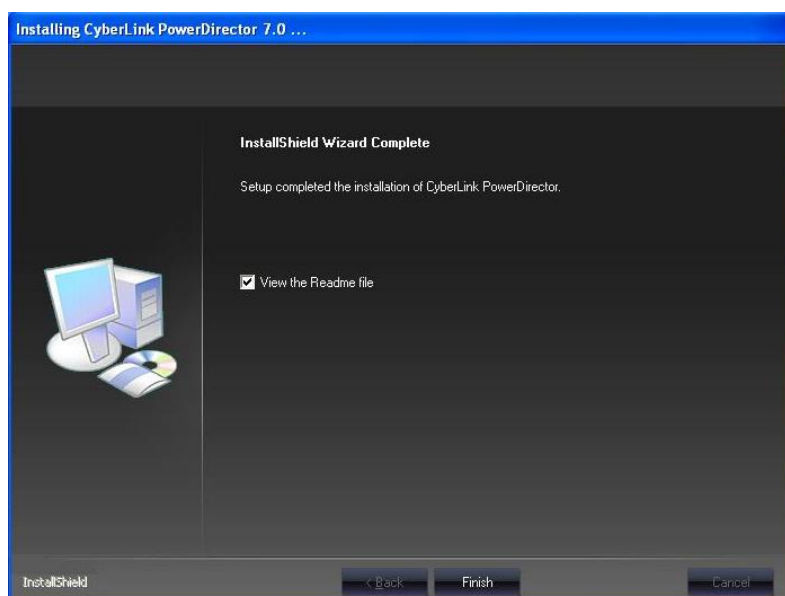 Installing CyberLink PowerDirector 7.0 ...
InstallShield Wizard Complete
Setup completed the installation of CyberLink PowerDirector.
View the Readme file
InstallShield
< Back
Finish
Cancel